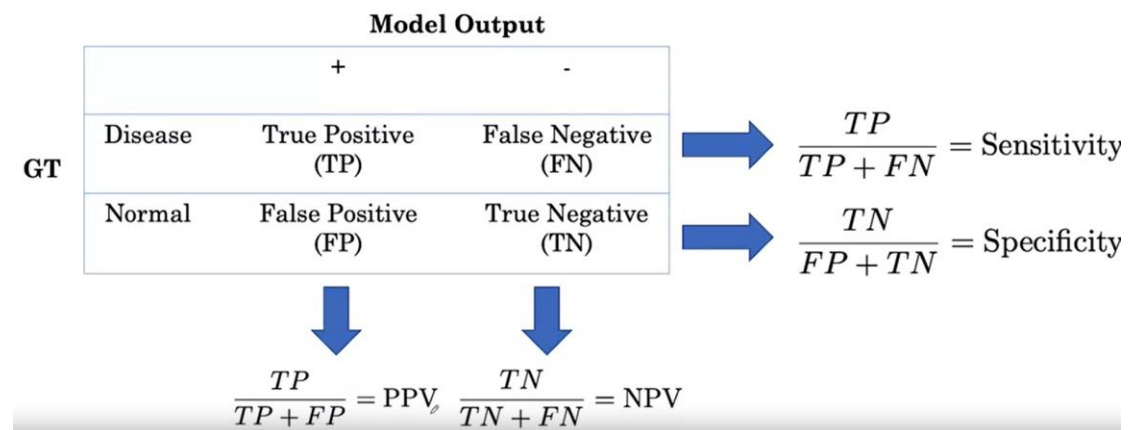 Model Output
+ -
Disease True Positive (TP) False Negative (FN)
GT
Normal False Positive (FP) True Negative (TN)
TP / TP + FN = Sensitivity
TN / FP + TN = Specificity
TP / TP + FP = PPV
TN / TN + FN = NPV